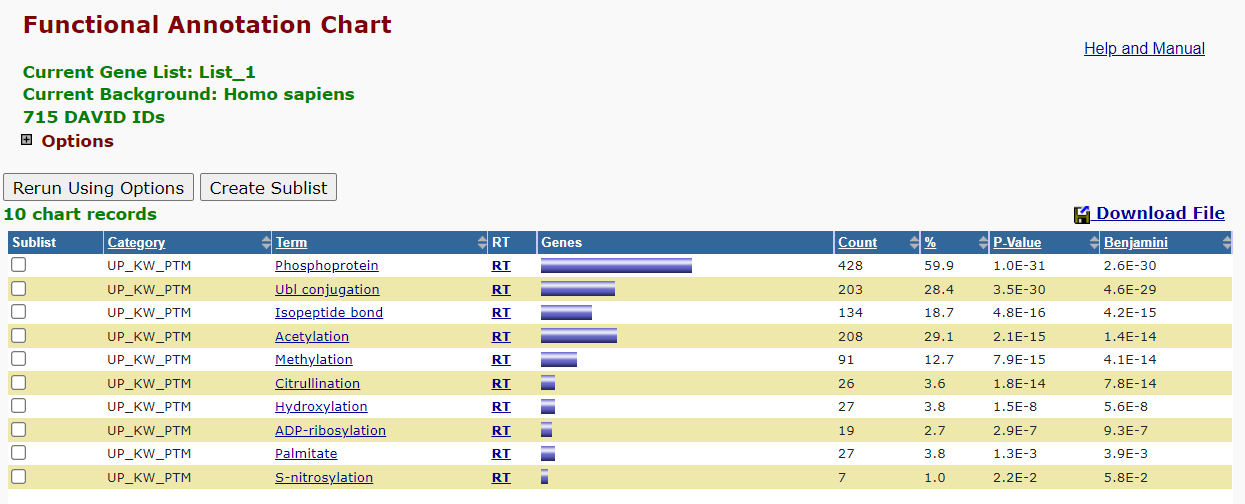 Functional Annotation Chart
Help and Manual
Current Gene List: List_1
Current Background: Homo sapiens
715 DAVID IDs
Options
Rerun Using Options Create Sublist
10 chart records Download File
Sublist Category Term RT Genes Count % P-Value Benjamini
UP_KW_PTM Phosphoprotein RT 428 59.9 1.0E-31 2.6E-30
UP_KW_PTM Ubl conjugation RT 203 28.4 3.5E-30 4.6E-29
UP_KW_PTM Isopeptide bond RT 134 18.7 4.8E-16 4.2E-15
UP_KW_PTM Acetylation RT 208 29.1 2.1E-15 1.4E-14
UP_KW_PTM Methylation RT 91 12.7 7.9E-15 4.1E-14
UP_KW_PTM Citrullination RT 26 3.6 1.8E-14 7.8E-14
UP_KW_PTM Hydroxylation RT 27 3.8 1.5E-8 5.6E-8
UP_KW_PTM ADP-ribosylation RT 19 2.7 2.9E-7 9.3E-7
UP_KW_PTM Palmitate RT 27 3.8 1.3E-3 3.9E-3
UP_KW_PTM S-nitrosylation RT 7 1.0 2.2E-2 5.8E-2